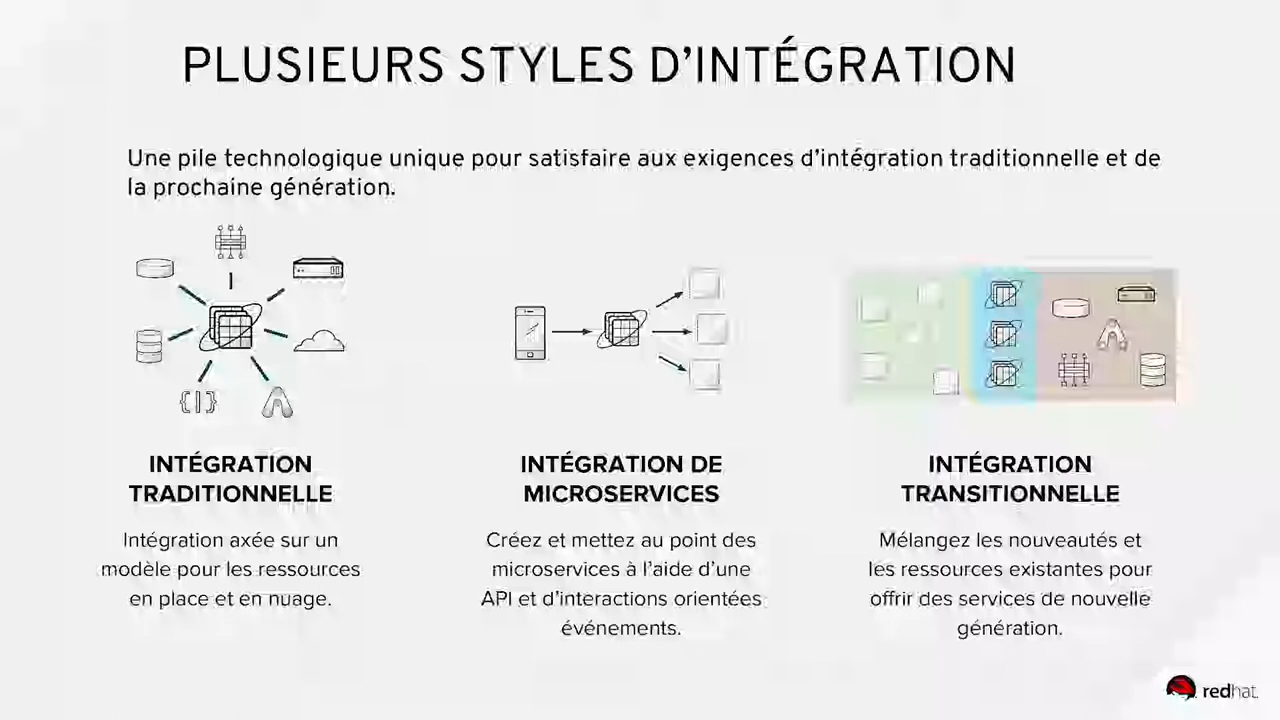 PLUSIEURS STYLES D’INTÉGRATION
Une pile technologique unique pour satisfaire aux exigences d’intégration traditionnelle et de
la prochaine génération.
{|}
INTÉGRATION
TRADITIONNELLE
Intégration axée sur un
modèle pour les ressources
en place et en nuage.
INTÉGRATION DE
MICROSERVICES
Créez et mettez au point des
microservices à l’aide d’une
API et d’interactions orientées
événements.
INTÉGRATION
TRANSITIONNELLE
Mélangez les nouveautés et
les ressources existantes pour
offrir des services de nouvelle
génération.
redhat.